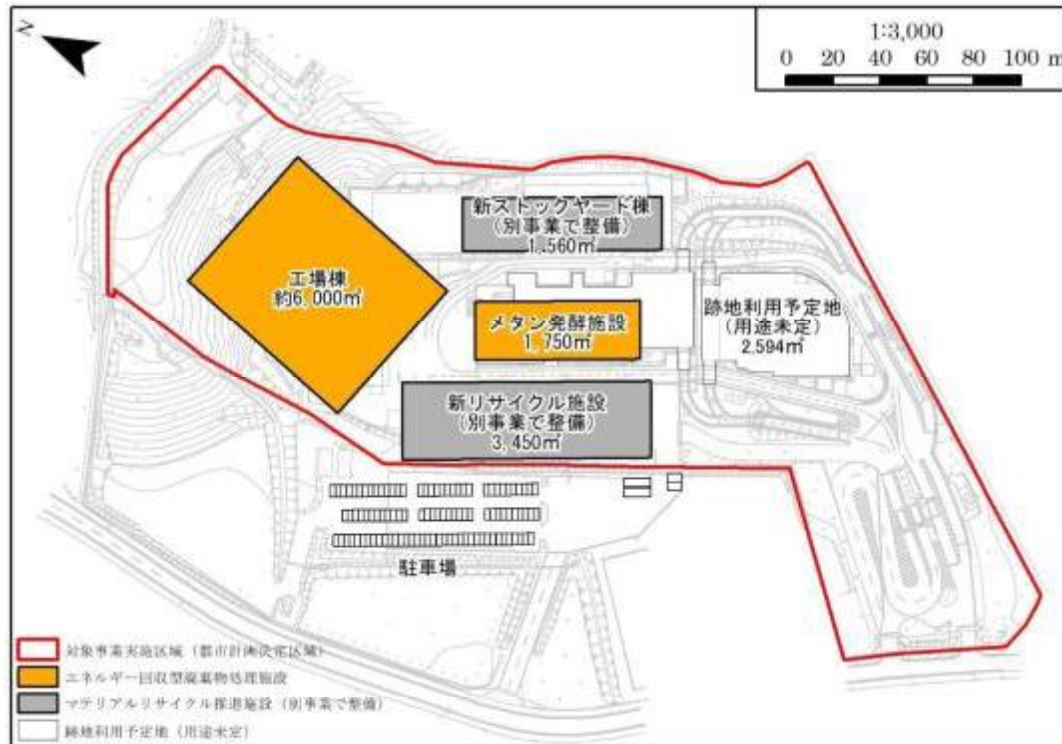 N
1:3,000
0 20 40 60 80 100 m
新ストックヤード棟
(別事業で整備)
1,560㎡
工場棟
約6,000㎡
メタン発酵施設
1,750㎡
跡地利用予定地
(用途未定)
2,594㎡
新リサイクル施設
(別事業で整備)
3,450㎡
駐車場
対象事業実施区域（都市計画決定区域）
エネルギー回収型廃棄物処理施設
マテリアルリサイクル推進施設（別事業で整備）
跡地利用予定地（用途未定）